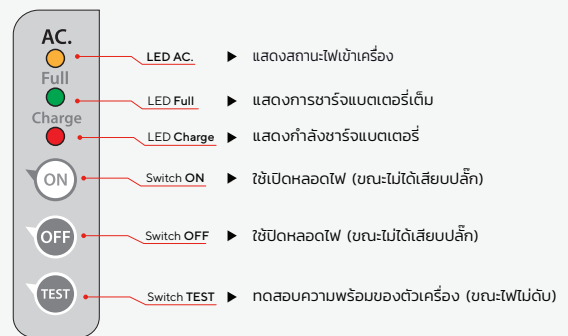 AC.
LED AC. ▶ แสดงสถานะไฟเข้าเครื่อง
Full
LED Full ▶ แสดงการชาร์จแบตเตอรี่เต็ม
Charge
LED Charge ▶ แสดงกำลังชาร์จแบตเตอรี่
ON
Switch ON ▶ ใช้เปิดหลอดไฟ (ขณะไม่ได้เสียบปลั๊ก)
OFF
Switch OFF ▶ ใช้ปิดหลอดไฟ (ขณะไม่ได้เสียบปลั๊ก)
TEST
Switch TEST ▶ ทดสอบความพร้อมของตัวเครื่อง (ขณะไฟไม่ดับ)